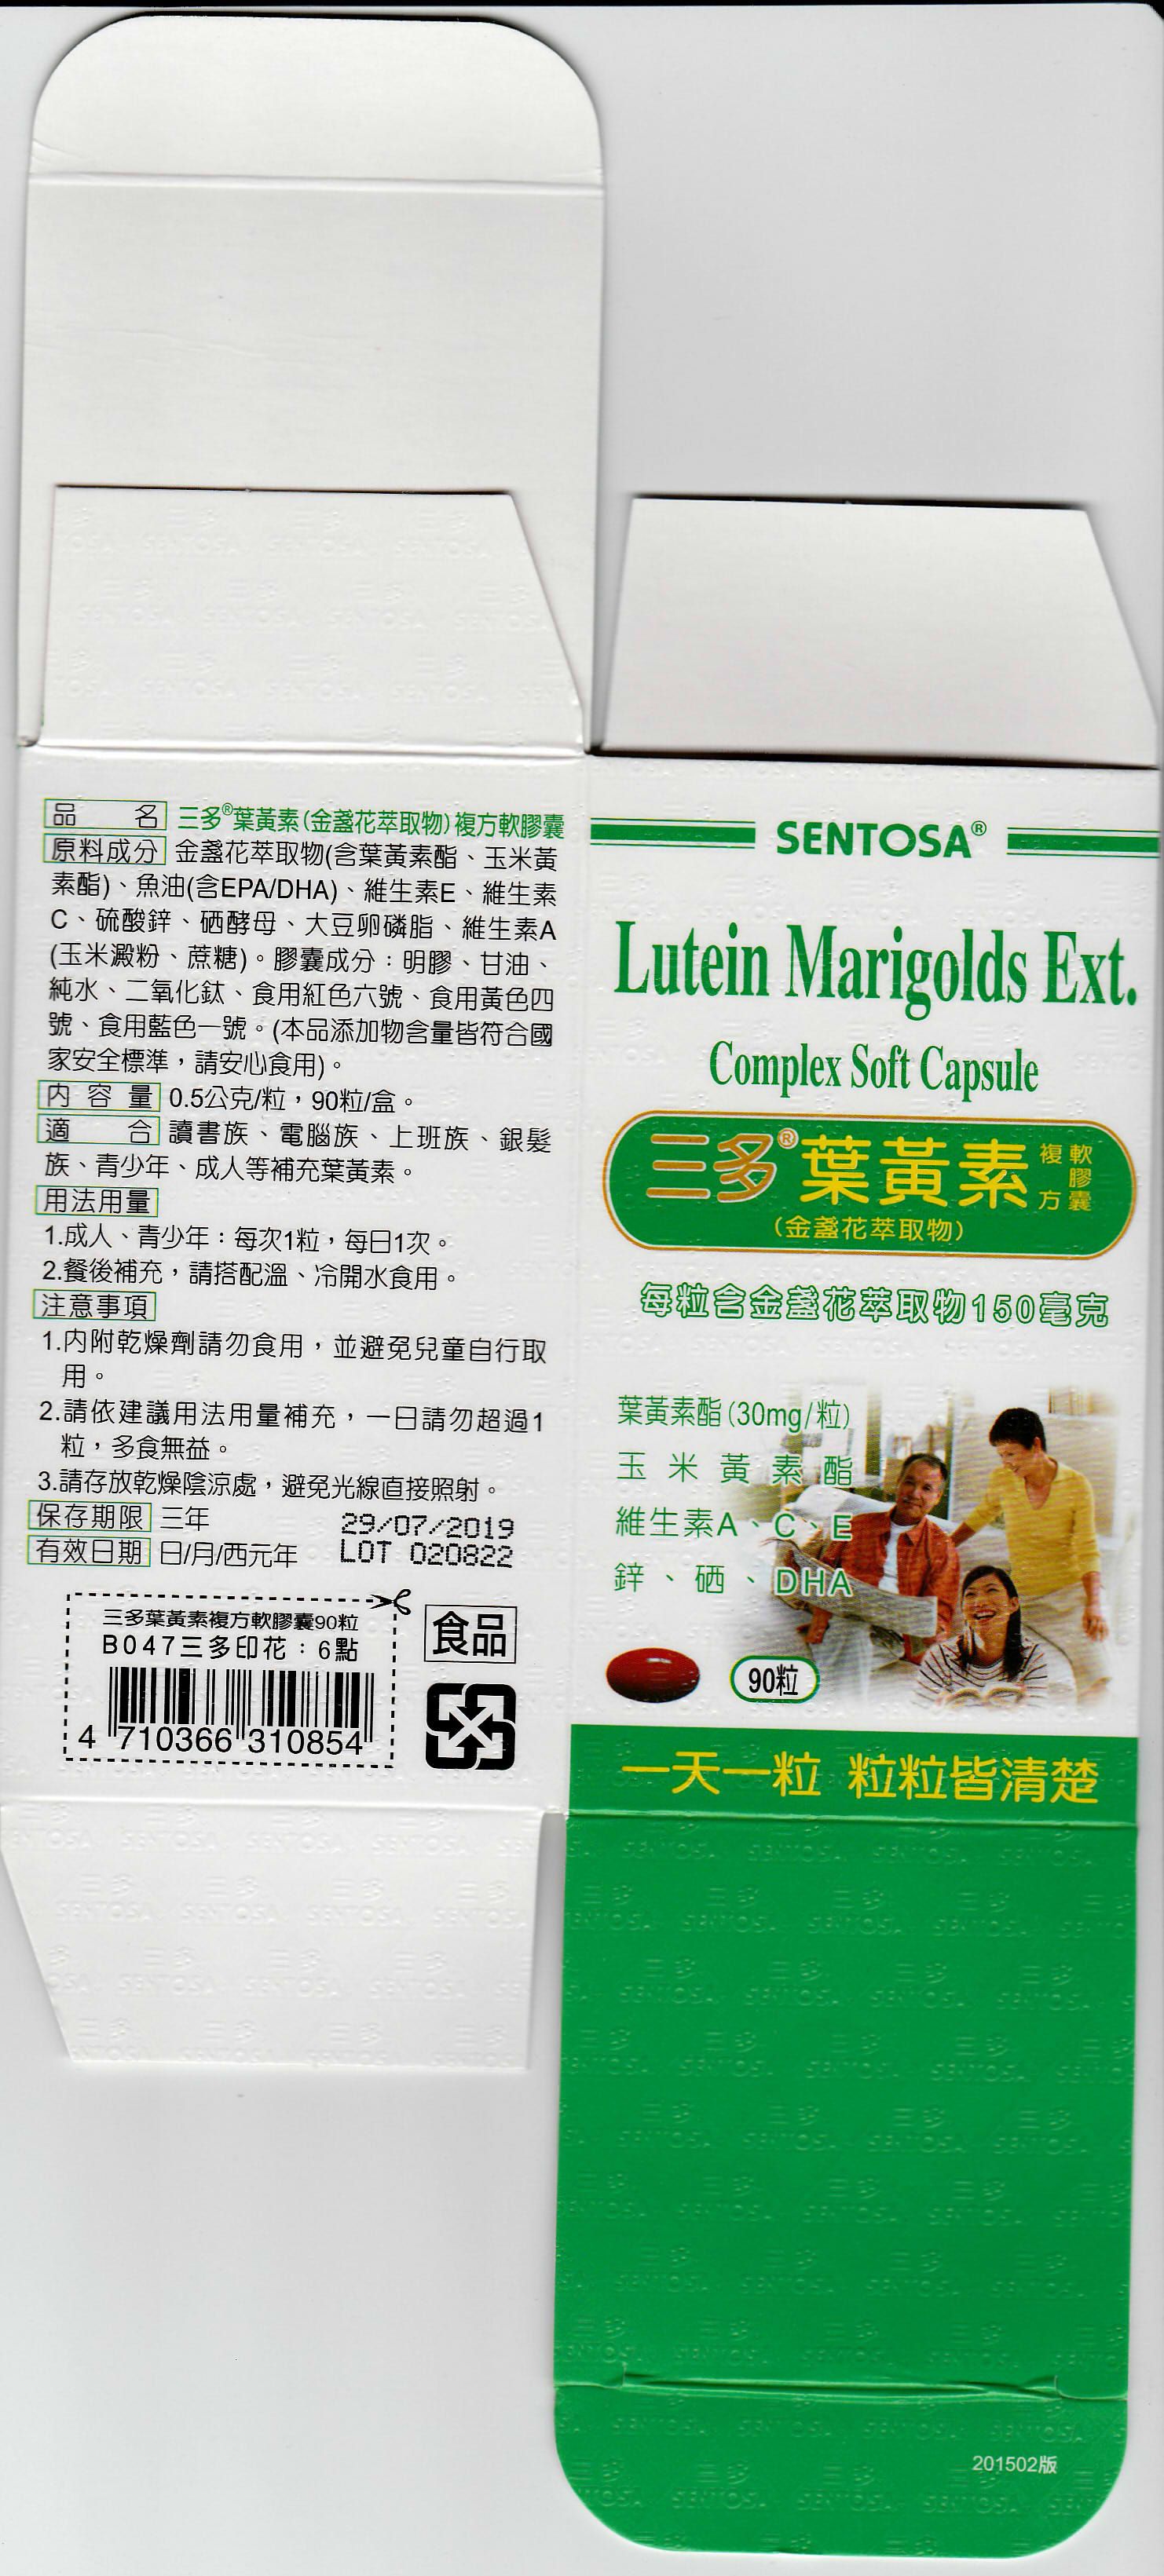 品名 三多®葉黃素(金盞花萃取物)複方軟膠囊
原料成分 金盞花萃取物(含葉黃素酯、玉米黃
素酯)、魚油(含EPA/DHA)、維生素E、維生素
C、硫酸鋅、硒酵母、大豆卵磷脂、維生素A
(玉米澱粉、蔗糖)。膠囊成分：明膠、甘油、
純水、二氧化鈦、食用紅色六號、食用黃色四
號、食用藍色一號。(本品添加物含量皆符合國
家安全標準，請安心食用)。
內容量 0.5公克/粒，90粒/盒。
適合 讀書族、電腦族、上班族、銀髮
族、青少年、成人等補充葉黃素。
用法用量
1.成人、青少年：每次1粒，每日1次。
2.餐後補充，請搭配溫、冷開水食用。
注意事項
1.內附乾燥劑請勿食用，並避免兒童自行取
用。
2.請依建議用法用量補充，一日請勿超過1
粒，多食無益。
3.請存放乾燥陰涼處，避免光線直接照射。
保存期限 三年 29/07/2019
有效日期 日/月/西元年 LOT 020822
三多葉黃素複方軟膠囊90粒
B047三多印花：6點
4 710366 310854
食品
SENTOSA®
Lutein Marigolds Ext.
Complex Soft Capsule
三多®葉黃素 複方 軟膠囊
(金盞花萃取物)
每粒含金盞花萃取物150毫克
葉黃素酯(30mg/粒)
玉米黃素酯
維生素A、C、E
鋅、硒、DHA
90粒
一天一粒 粒粒皆清楚
三多
SENTOSA
201502版